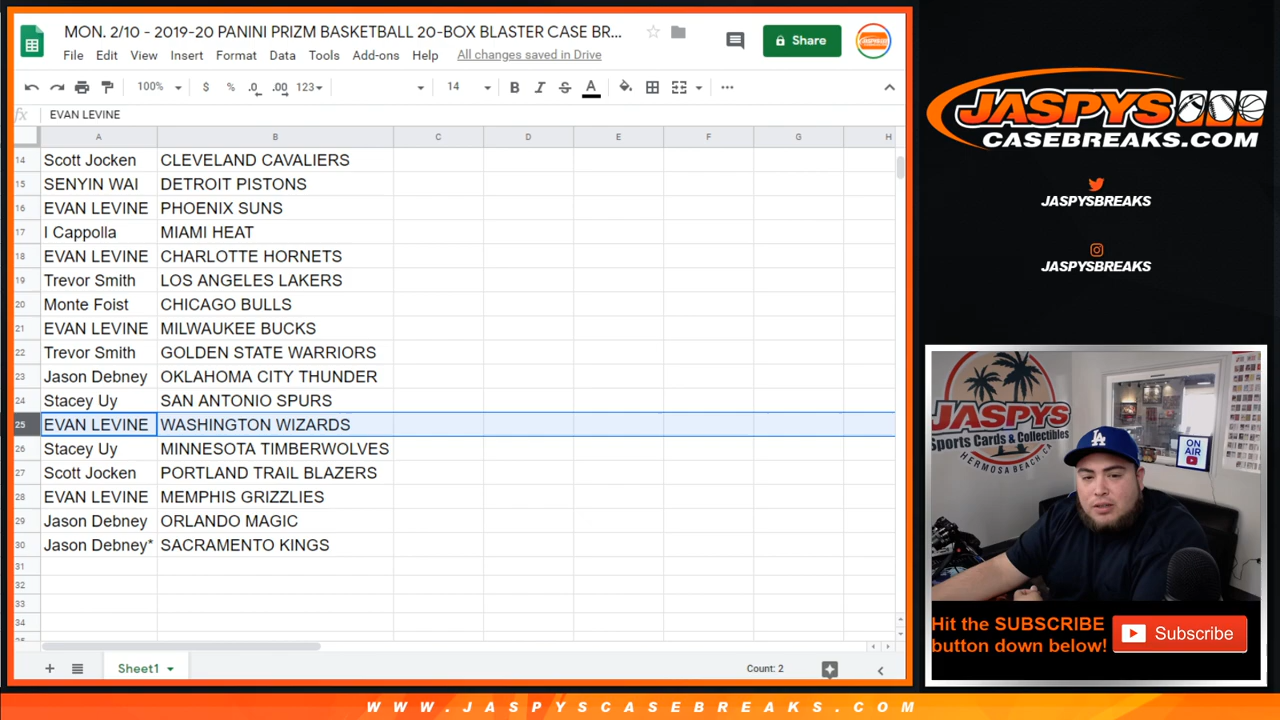 MON. 2/10 - 2019-20 PANINI PRIZM BASKETBALL 20-BOX BLASTER CASE BR...
Share
File Edit View Insert Format Data Tools Add-ons Help All changes saved in Drive
100% $ % .0 .00 123 14 B I S A
fx EVAN LEVINE
A B C D E F G H
14 Scott Jocken CLEVELAND CAVALIERS
15 SENYIN WAI DETROIT PISTONS
16 EVAN LEVINE PHOENIX SUNS
17 I Cappolla MIAMI HEAT
18 EVAN LEVINE CHARLOTTE HORNETS
19 Trevor Smith LOS ANGELES LAKERS
20 Monte Foist CHICAGO BULLS
21 EVAN LEVINE MILWAUKEE BUCKS
22 Trevor Smith GOLDEN STATE WARRIORS
23 Jason Debney OKLAHOMA CITY THUNDER
24 Stacey Uy SAN ANTONIO SPURS
25 EVAN LEVINE WASHINGTON WIZARDS
26 Stacey Uy MINNESOTA TIMBERWOLVES
27 Scott Jocken PORTLAND TRAIL BLAZERS
28 EVAN LEVINE MEMPHIS GRIZZLIES
29 Jason Debney ORLANDO MAGIC
30 Jason Debney* SACRAMENTO KINGS
31
32
33
34
Sheet1
Count: 2
JASPYS
CASEBREAKS.COM
JASPYSBREAKS
JASPYSBREAKS
JASPYS
Sports Cards & Collectibles
HERMOSA BEACH, CA
ON
AIR
LA
Hit the SUBSCRIBE
button down below!
Subscribe
WWW.JASPYSCASEBREAKS.COM